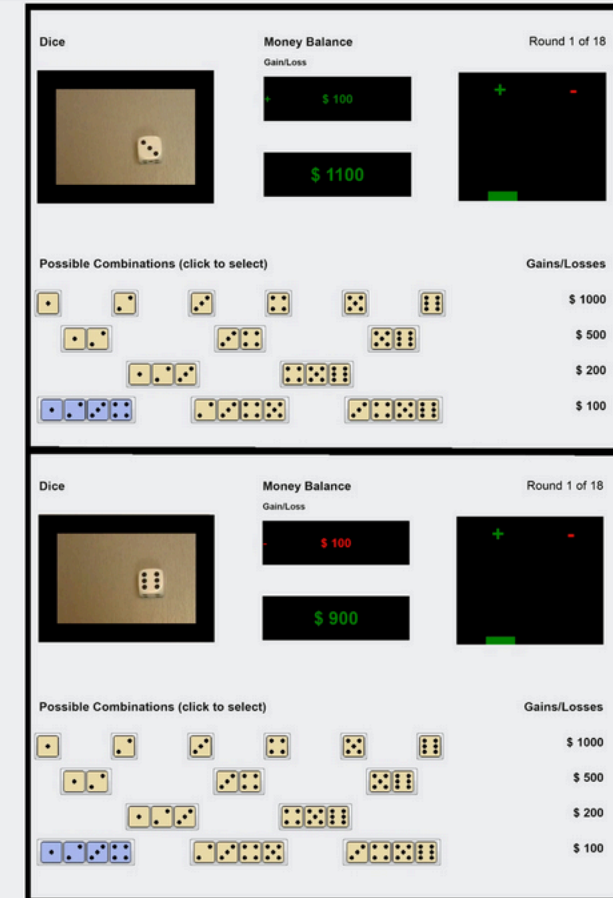 Dice Money Balance Round 1 of 18
Gain/Loss
+ $ 100
+ -
$ 1100
Possible Combinations (click to select) Gains/Losses
$ 1000
$ 500
$ 200
$ 100
Dice Money Balance Round 1 of 18
Gain/Loss
- $ 100
+ -
$ 900
Possible Combinations (click to select) Gains/Losses
$ 1000
$ 500
$ 200
$ 100